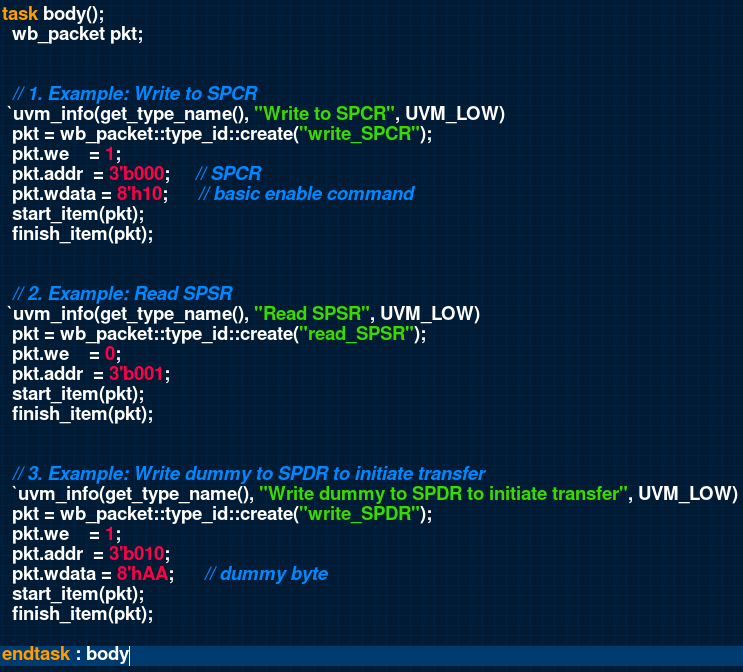 task body();
wb_packet pkt;
// 1. Example: Write to SPCR
`uvm_info(get_type_name(), "Write to SPCR", UVM_LOW)
pkt = wb_packet::type_id::create("write_SPCR");
pkt.we = 1;
pkt.addr = 3'b000; // SPCR
pkt.wdata = 8'h10; // basic enable command
start_item(pkt);
finish_item(pkt);
// 2. Example: Read SPSR
`uvm_info(get_type_name(), "Read SPSR", UVM_LOW)
pkt = wb_packet::type_id::create("read_SPSR");
pkt.we = 0;
pkt.addr = 3'b001;
start_item(pkt);
finish_item(pkt);
// 3. Example: Write dummy to SPDR to initiate transfer
`uvm_info(get_type_name(), "Write dummy to SPDR to initiate transfer", UVM_LOW)
pkt = wb_packet::type_id::create("write_SPDR");
pkt.we = 1;
pkt.addr = 3'b010;
pkt.wdata = 8'hAA; // dummy byte
start_item(pkt);
finish_item(pkt);
endtask : body